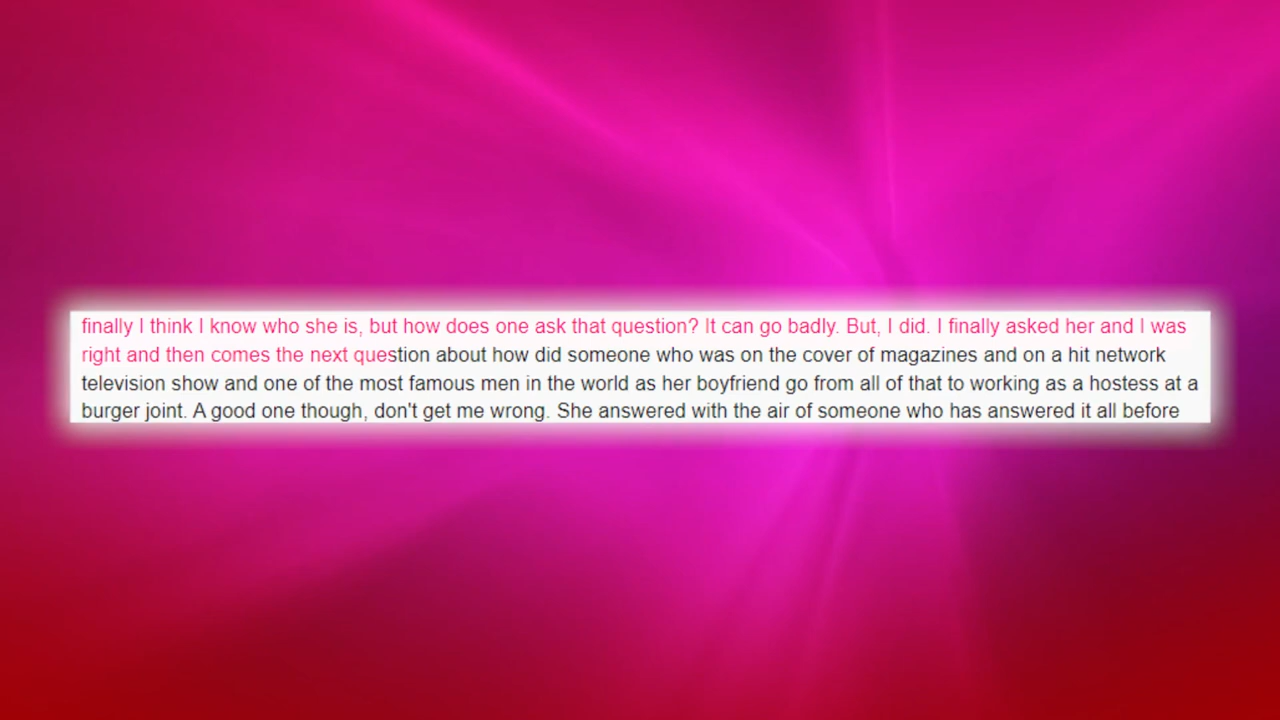 finally I think I know who she is, but how does one ask that question? It can go badly. But, I did. I finally asked her and I was
right and then comes the next question about how did someone who was on the cover of magazines and on a hit network
television show and one of the most famous men in the world as her boyfriend go from all of that to working as a hostess at a
burger joint. A good one though, don't get me wrong. She answered with the air of someone who has answered it all before